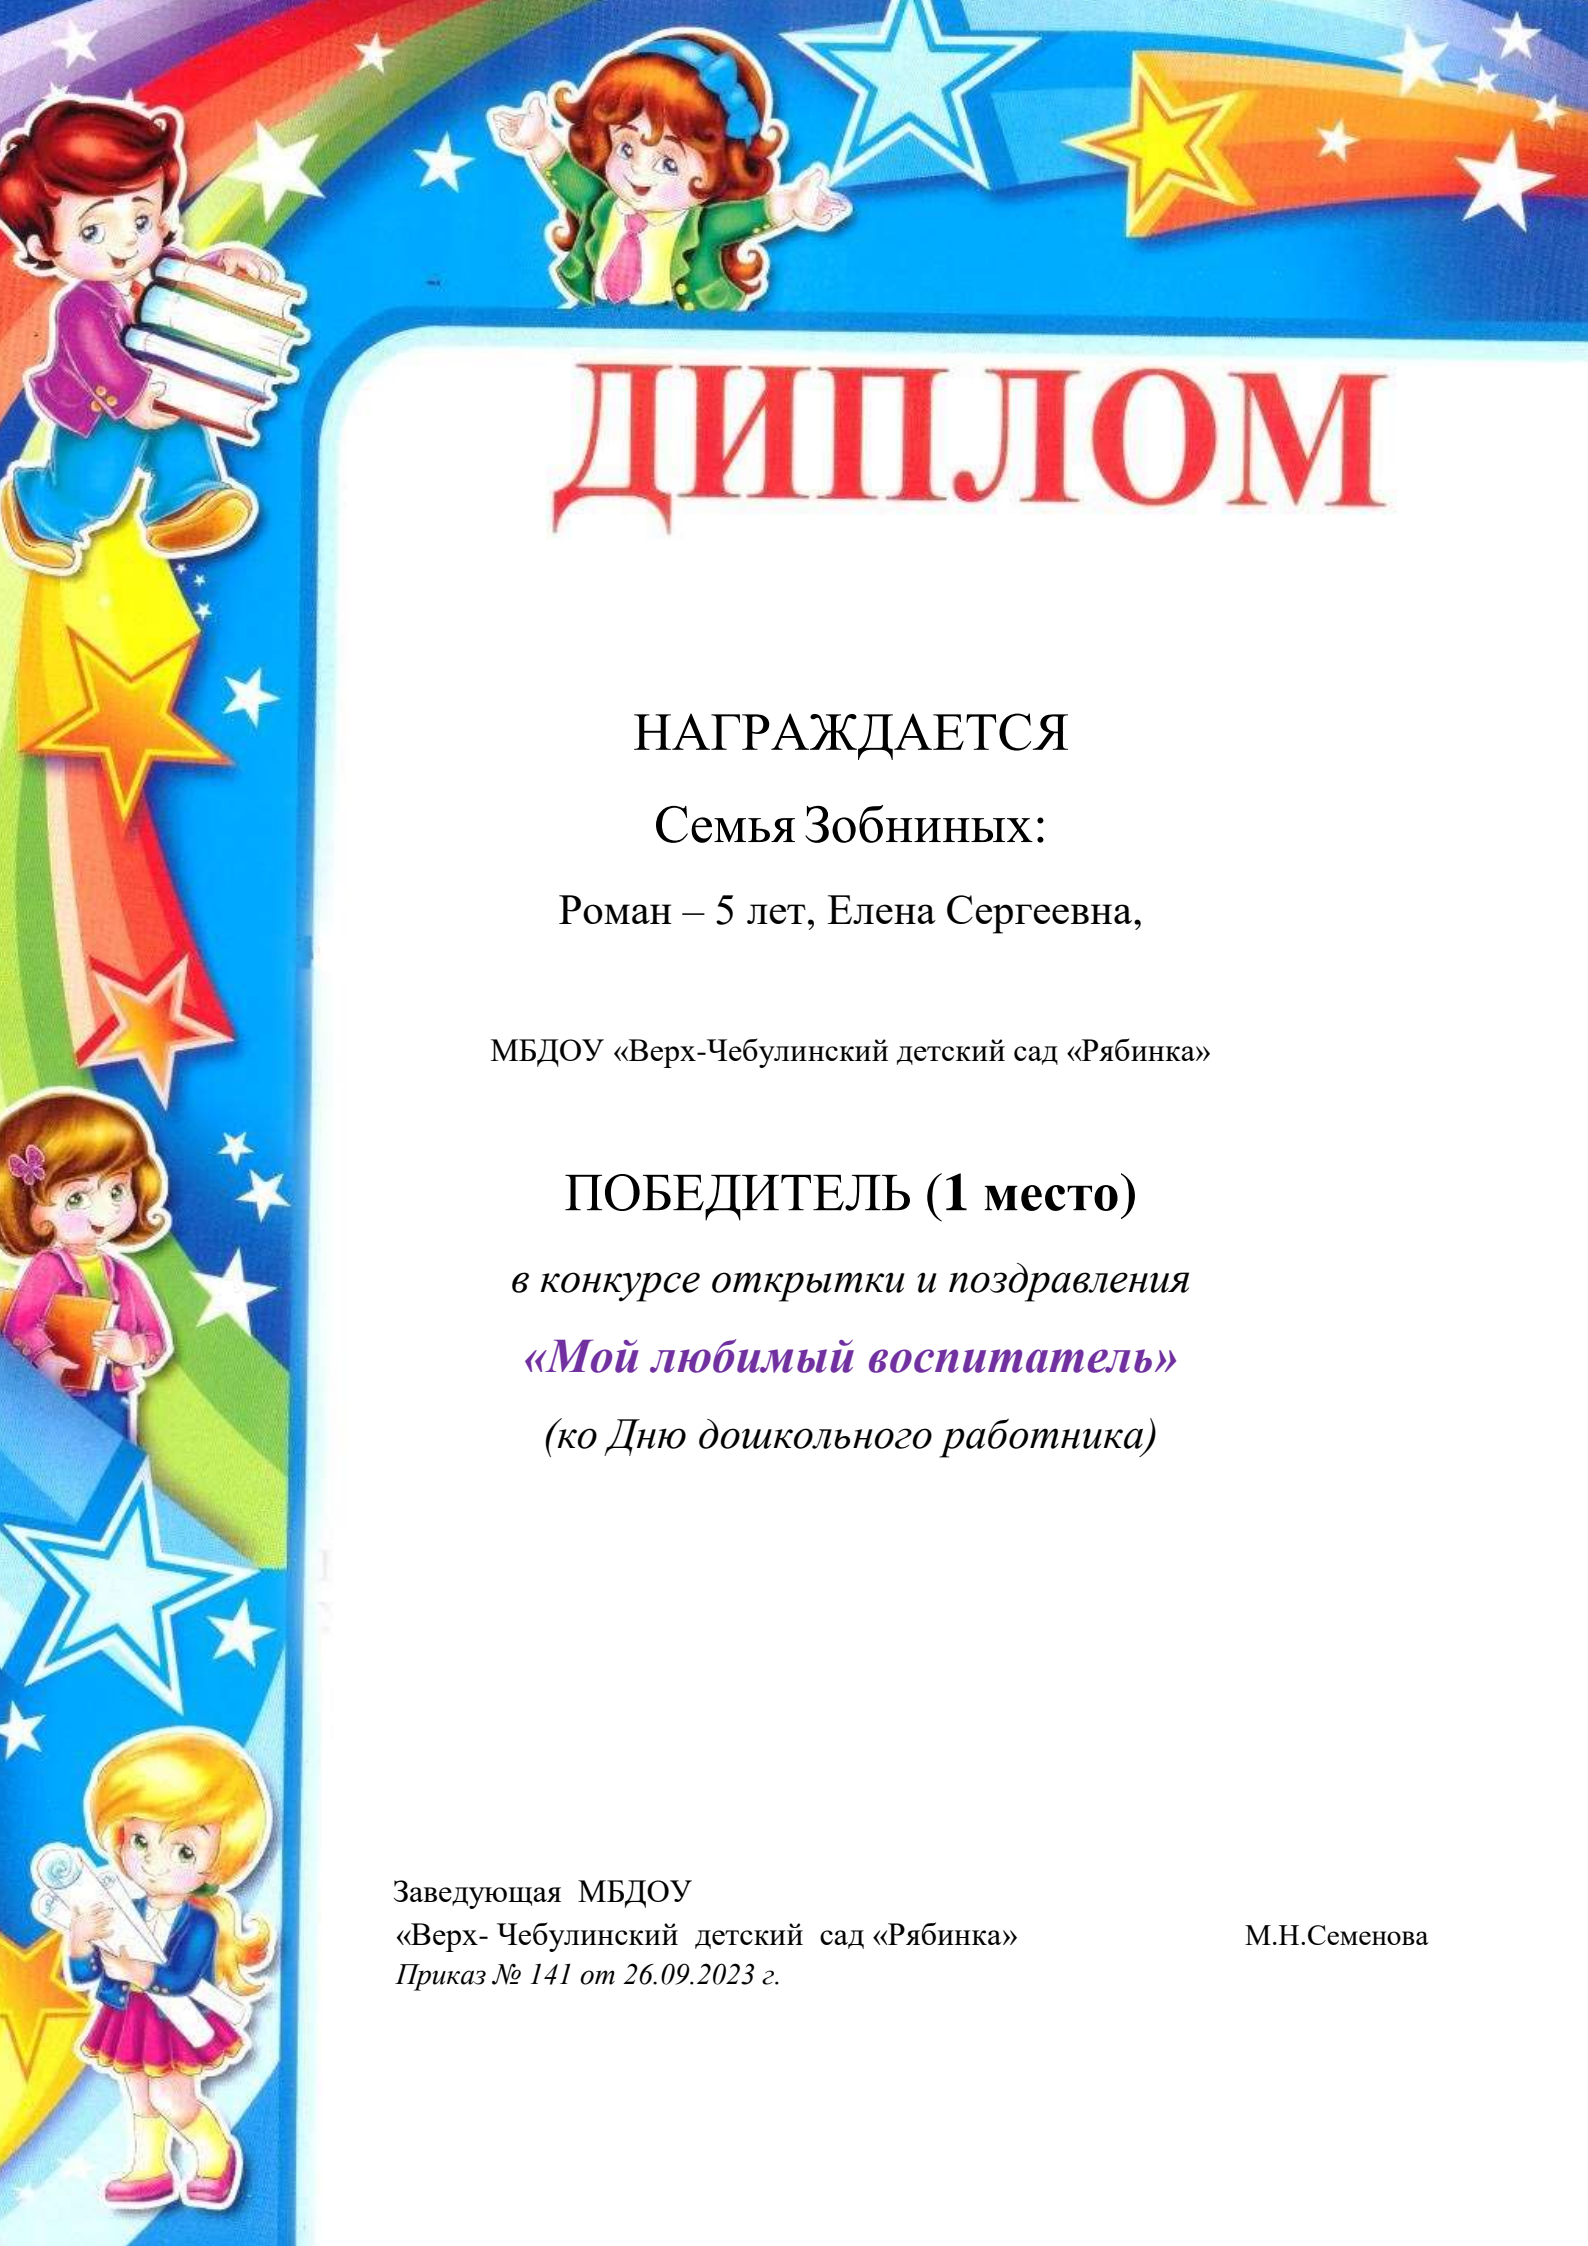 ДИПЛОМ
НАГРАЖДАЕТСЯ
Семья Зобниных:
Роман – 5 лет, Елена Сергеевна,
МБДОУ «Верх-Чебулинский детский сад «Рябинка»
ПОБЕДИТЕЛЬ (1 место)
в конкурсе открытки и поздравления
«Мой любимый воспитатель»
(ко Дню дошкольного работника)
Заведующая МБДОУ
«Верх- Чебулинский детский сад «Рябинка» М.Н.Семенова
Приказ № 141 от 26.09.2023 г.